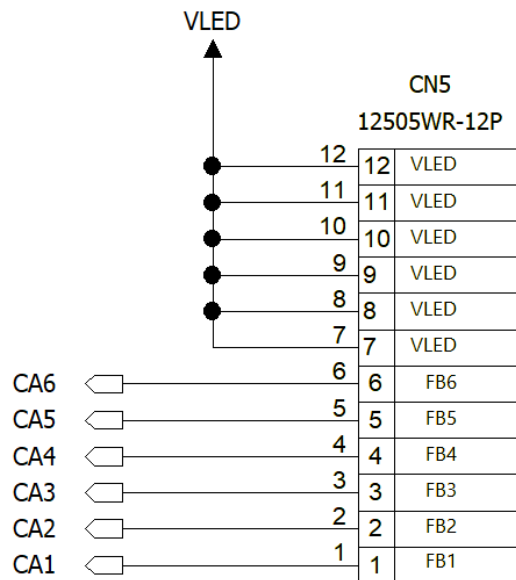 VLED
CN5
12505WR-12P
12 12 VLED
11 11 VLED
10 10 VLED
9 9 VLED
8 8 VLED
7 7 VLED
CA6 6 6 FB6
CA5 5 5 FB5
CA4 4 4 FB4
CA3 3 3 FB3
CA2 2 2 FB2
CA1 1 1 FB1